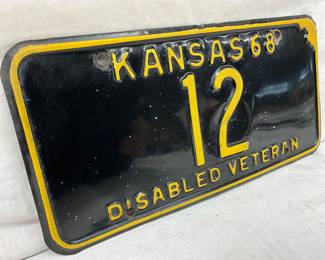 KANSAS 68
12
DISABLED VETERAN